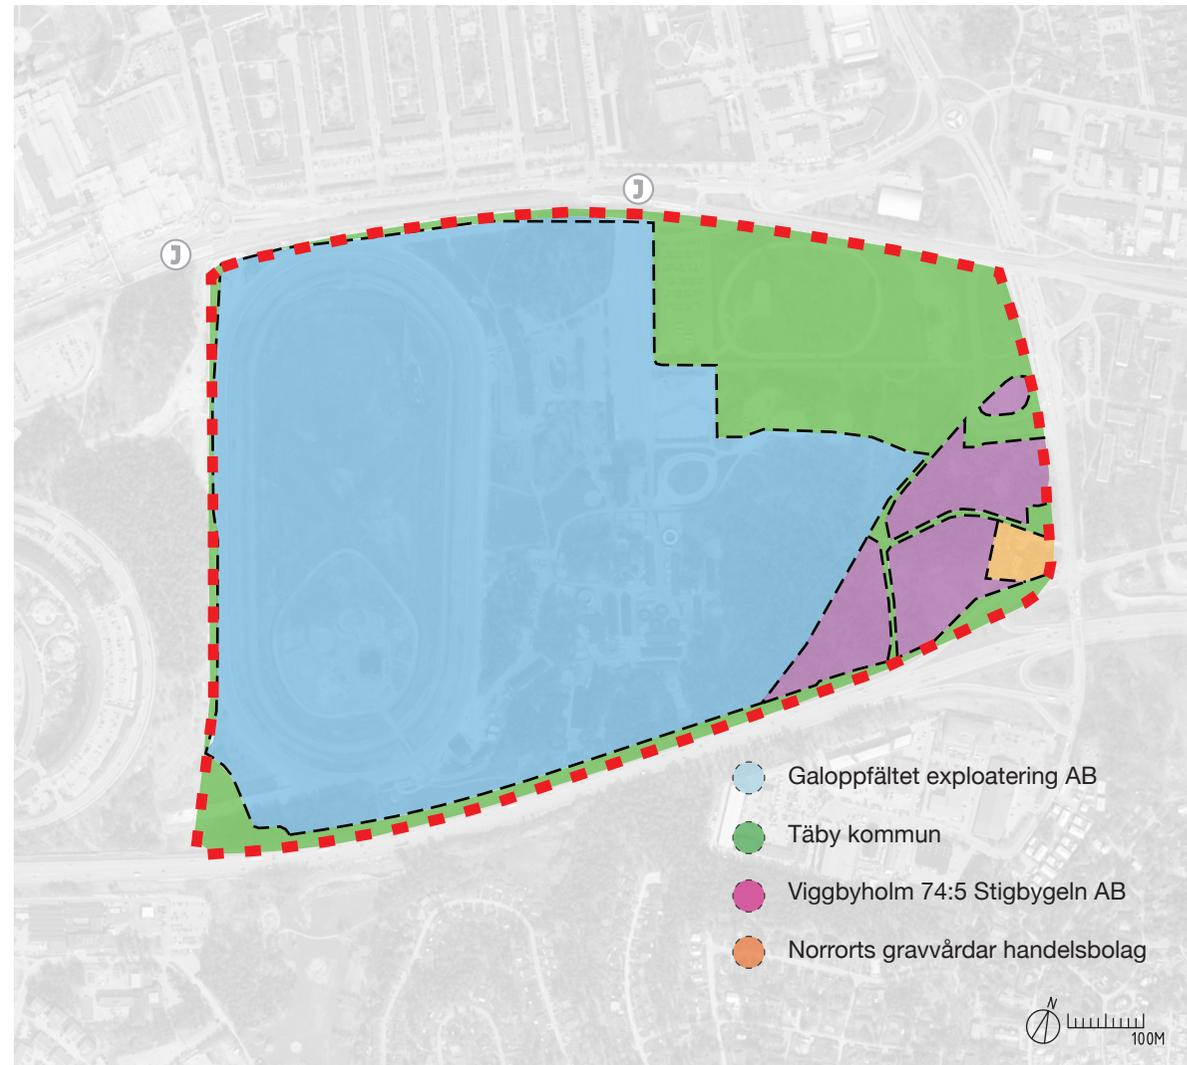 J
J
Galoppfältet exploatering AB
Täby kommun
Viggbyholm 74:5 Stigbygeln AB
Norrorts gravvårdar handelsbolag
N
100M